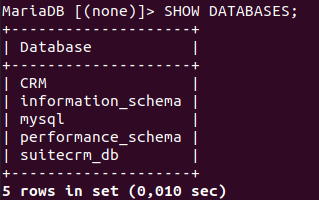 MariaDB [(none)]> SHOW DATABASES;
+--------------------+
| Database           |
+--------------------+
| CRM                |
| information_schema |
| mysql              |
| performance_schema |
| suitecrm_db        |
+--------------------+
5 rows in set (0,010 sec)